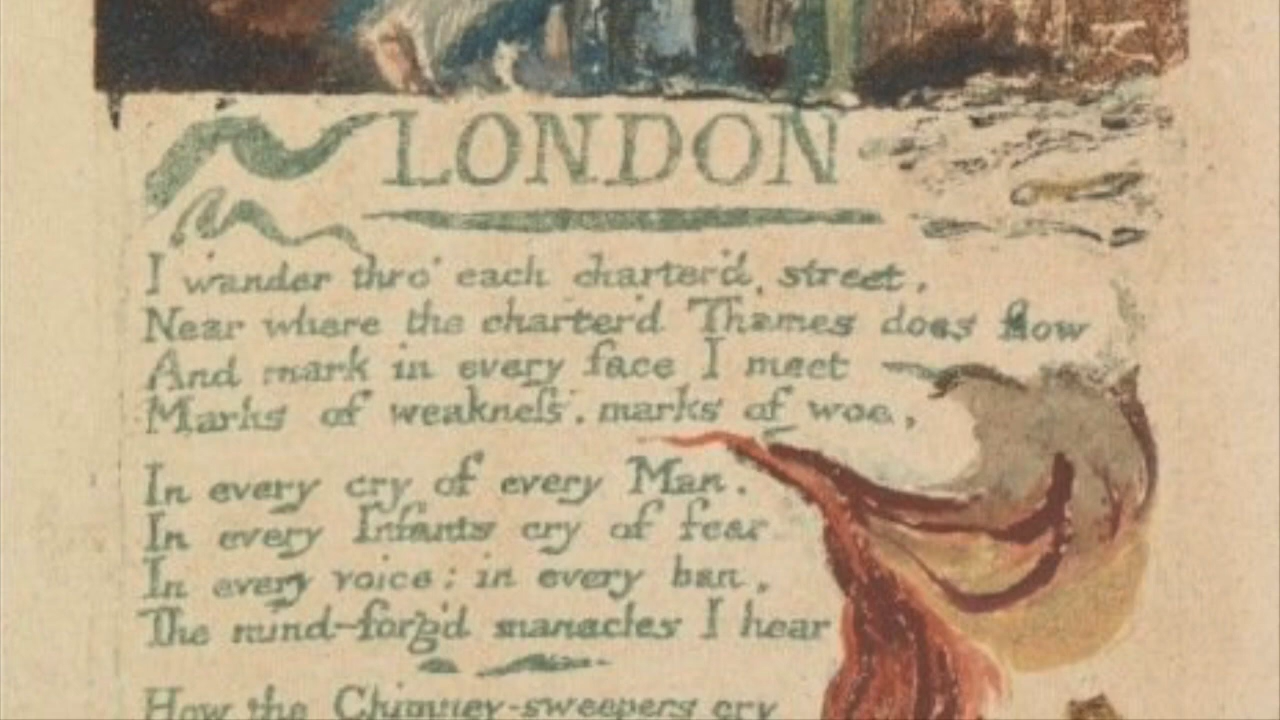 LONDON
I wander thro' each charter'd, street,
Near where the charter'd Thames does flow
And mark in every face I meet
Marks of weakneſs, marks of woe,
In every cry of every Man.
In every Infants cry of fear
In every voice: in every ban,
The mind-forg'd manacles I hear
How the Chimney-sweepers cry